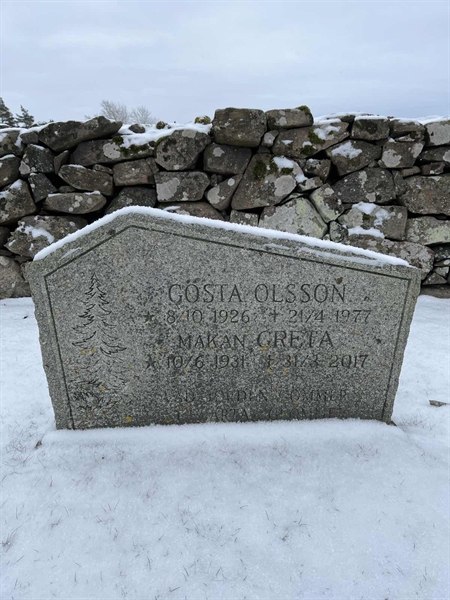 GÖSTA OLSSON
* 8/10 1926 + 21/4 1977
MAKAN GRETA
* 10/6 1931 + 31/3 2017